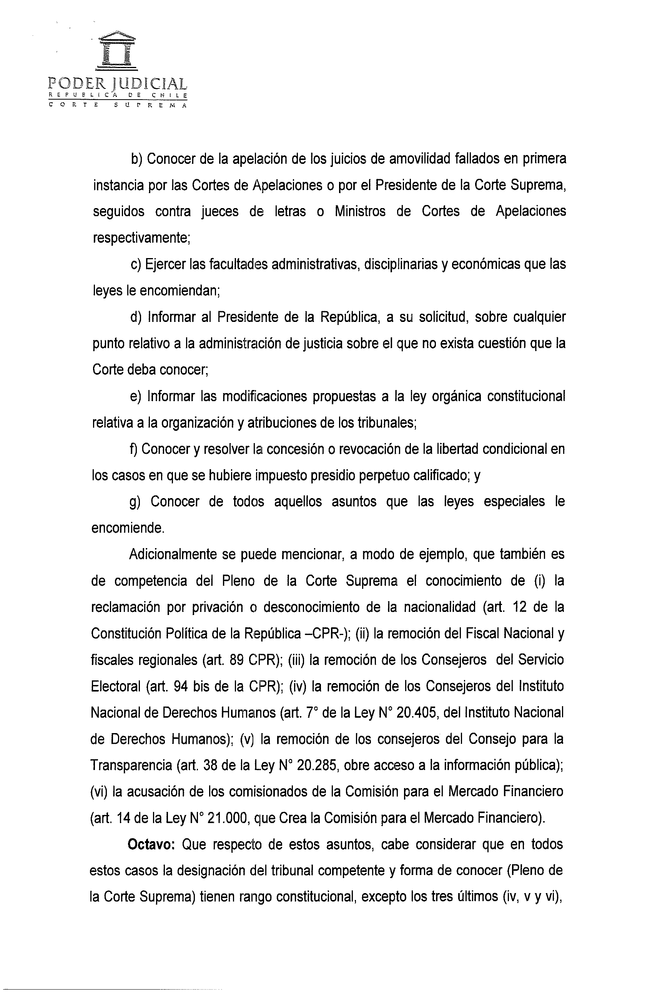 PODER JUDICIAL
REPUBLICA DE CHILE
CORTE SUPREMA
b) Conocer de la apelación de los juicios de amovilidad fallados en primera
instancia por las Cortes de Apelaciones o por el Presidente de la Corte Suprema,
seguidos contra jueces de letras o Ministros de Cortes de Apelaciones
respectivamente;
c) Ejercer las facultades administrativas, disciplinarias y económicas que las
leyes le encomiendan;
d) Informar al Presidente de la República, a su solicitud, sobre cualquier
punto relativo a la administración de justicia sobre el que no exista cuestión que la
Corte deba conocer;
e) Informar las modificaciones propuestas a la ley orgánica constitucional
relativa a la organización y atribuciones de los tribunales;
f) Conocer y resolver la concesión o revocación de la libertad condicional en
los casos en que se hubiere impuesto presidio perpetuo calificado; y
g) Conocer de todos aquellos asuntos que las leyes especiales le
encomiende.
Adicionalmente se puede mencionar, a modo de ejemplo, que también es
de competencia del Pleno de la Corte Suprema el conocimiento de (i) la
reclamación por privación o desconocimiento de la nacionalidad (art. 12 de la
Constitución Política de la República –CPR-); (ii) la remoción del Fiscal Nacional y
fiscales regionales (art. 89 CPR); (iii) la remoción de los Consejeros del Servicio
Electoral (art. 94 bis de la CPR); (iv) la remoción de los Consejeros del Instituto
Nacional de Derechos Humanos (art. 7° de la Ley N° 20.405, del Instituto Nacional
de Derechos Humanos); (v) la remoción de los consejeros del Consejo para la
Transparencia (art. 38 de la Ley N° 20.285, obre acceso a la información pública);
(vi) la acusación de los comisionados de la Comisión para el Mercado Financiero
(art. 14 de la Ley N° 21.000, que Crea la Comisión para el Mercado Financiero).
Octavo: Que respecto de estos asuntos, cabe considerar que en todos
estos casos la designación del tribunal competente y forma de conocer (Pleno de
la Corte Suprema) tienen rango constitucional, excepto los tres últimos (iv, v y vi),